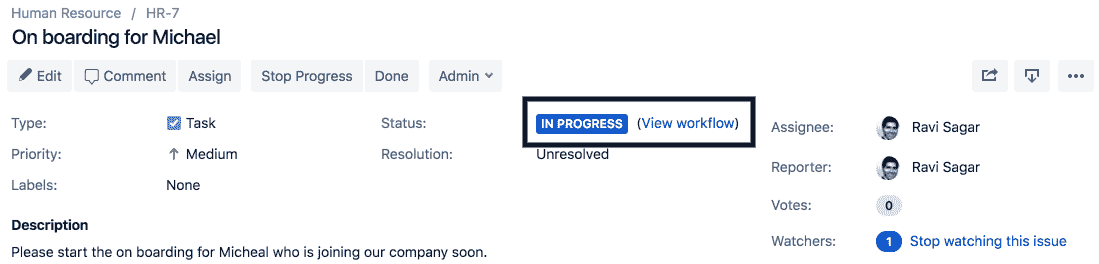 Human Resource / HR-7
On boarding for Michael
Edit Comment Assign Stop Progress Done Admin
Type: Task Status: IN PROGRESS (View workflow)
Priority: Medium Resolution: Unresolved
Labels: None
Assignee: Ravi Sagar
Reporter: Ravi Sagar
Votes: 0
Watchers: 1 Stop watching this issue
Description
Please start the on boarding for Micheal who is joining our company soon.